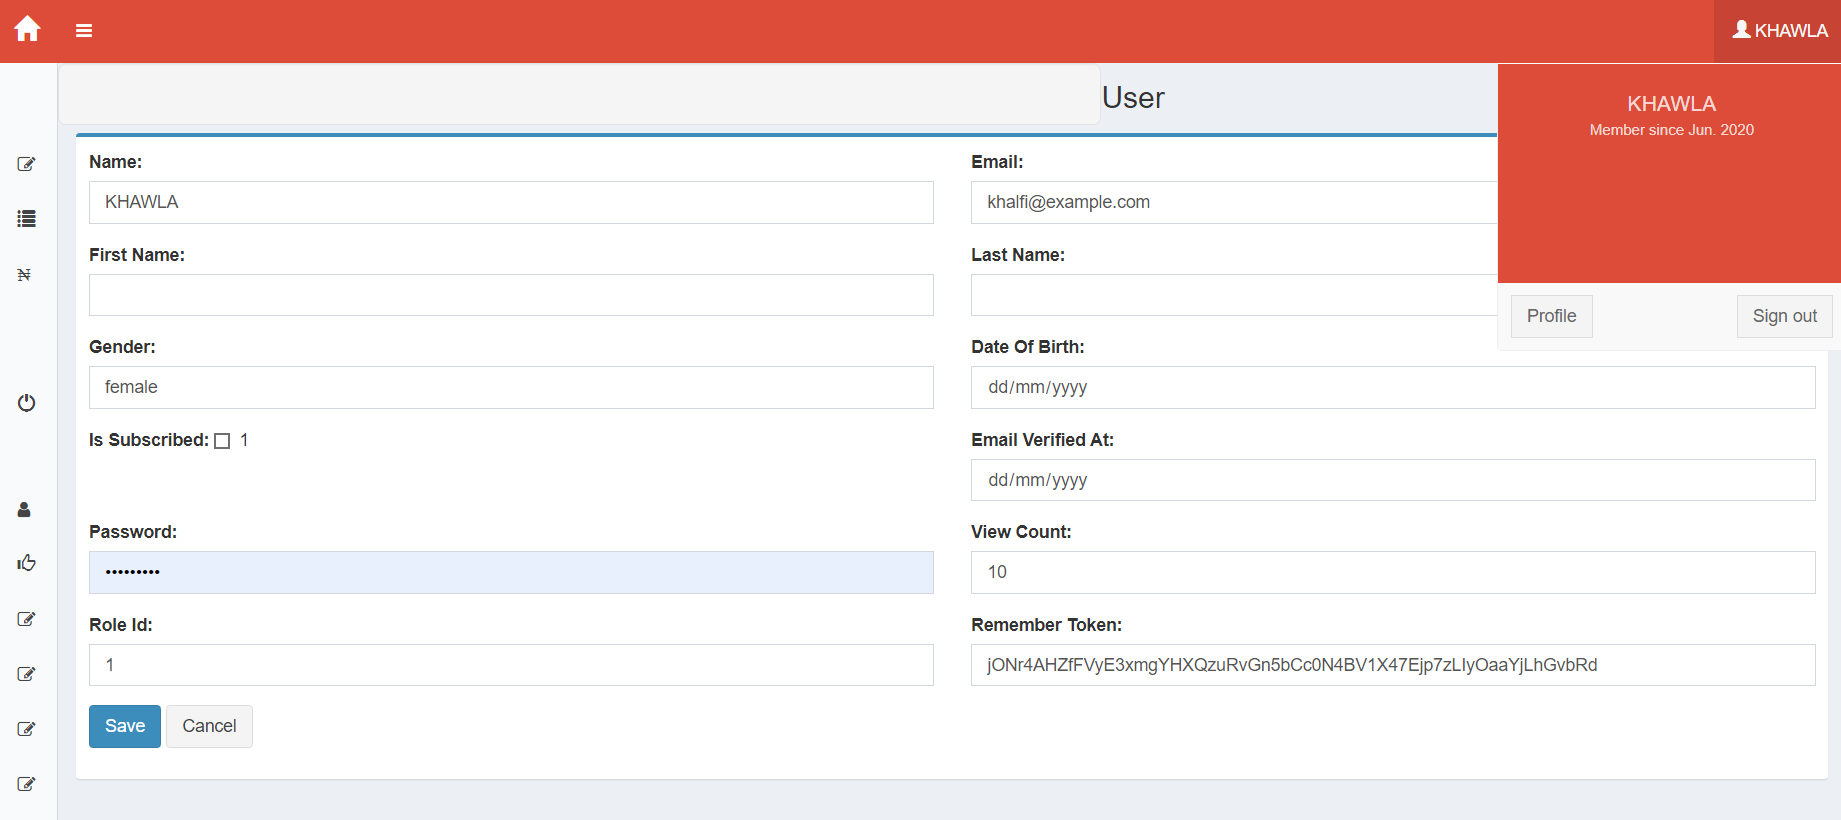 KHAWLA
User
KHAWLA
Member since Jun. 2020
Profile
Sign out
Name:
KHAWLA
Email:
khalfi@example.com
First Name:
Last Name:
Gender:
female
Date Of Birth:
dd/mm/yyyy
Is Subscribed: 1
Email Verified At:
dd/mm/yyyy
Password:
•••••••••
View Count:
10
Role Id:
1
Remember Token:
jONr4AHZfFVyE3xmgYHXQzuRvGn5bCc0N4BV1X47Ejp7zLIyOaaYjLhGvbRd
Save
Cancel